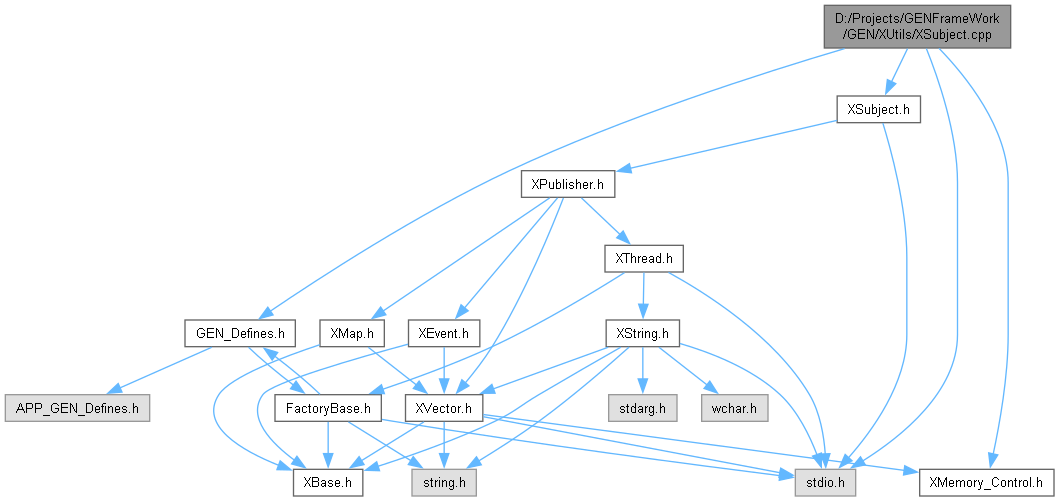 D:/Projects/GENFrameWork
/GEN/XUtils/XSubject.cpp
XSubject.h
XPublisher.h
XThread.h
GEN_Defines.h
XMap.h
XEvent.h
XString.h
APP_GEN_Defines.h
FactoryBase.h
XVector.h
stdarg.h
wchar.h
XBase.h
string.h
stdio.h
XMemory_Control.h